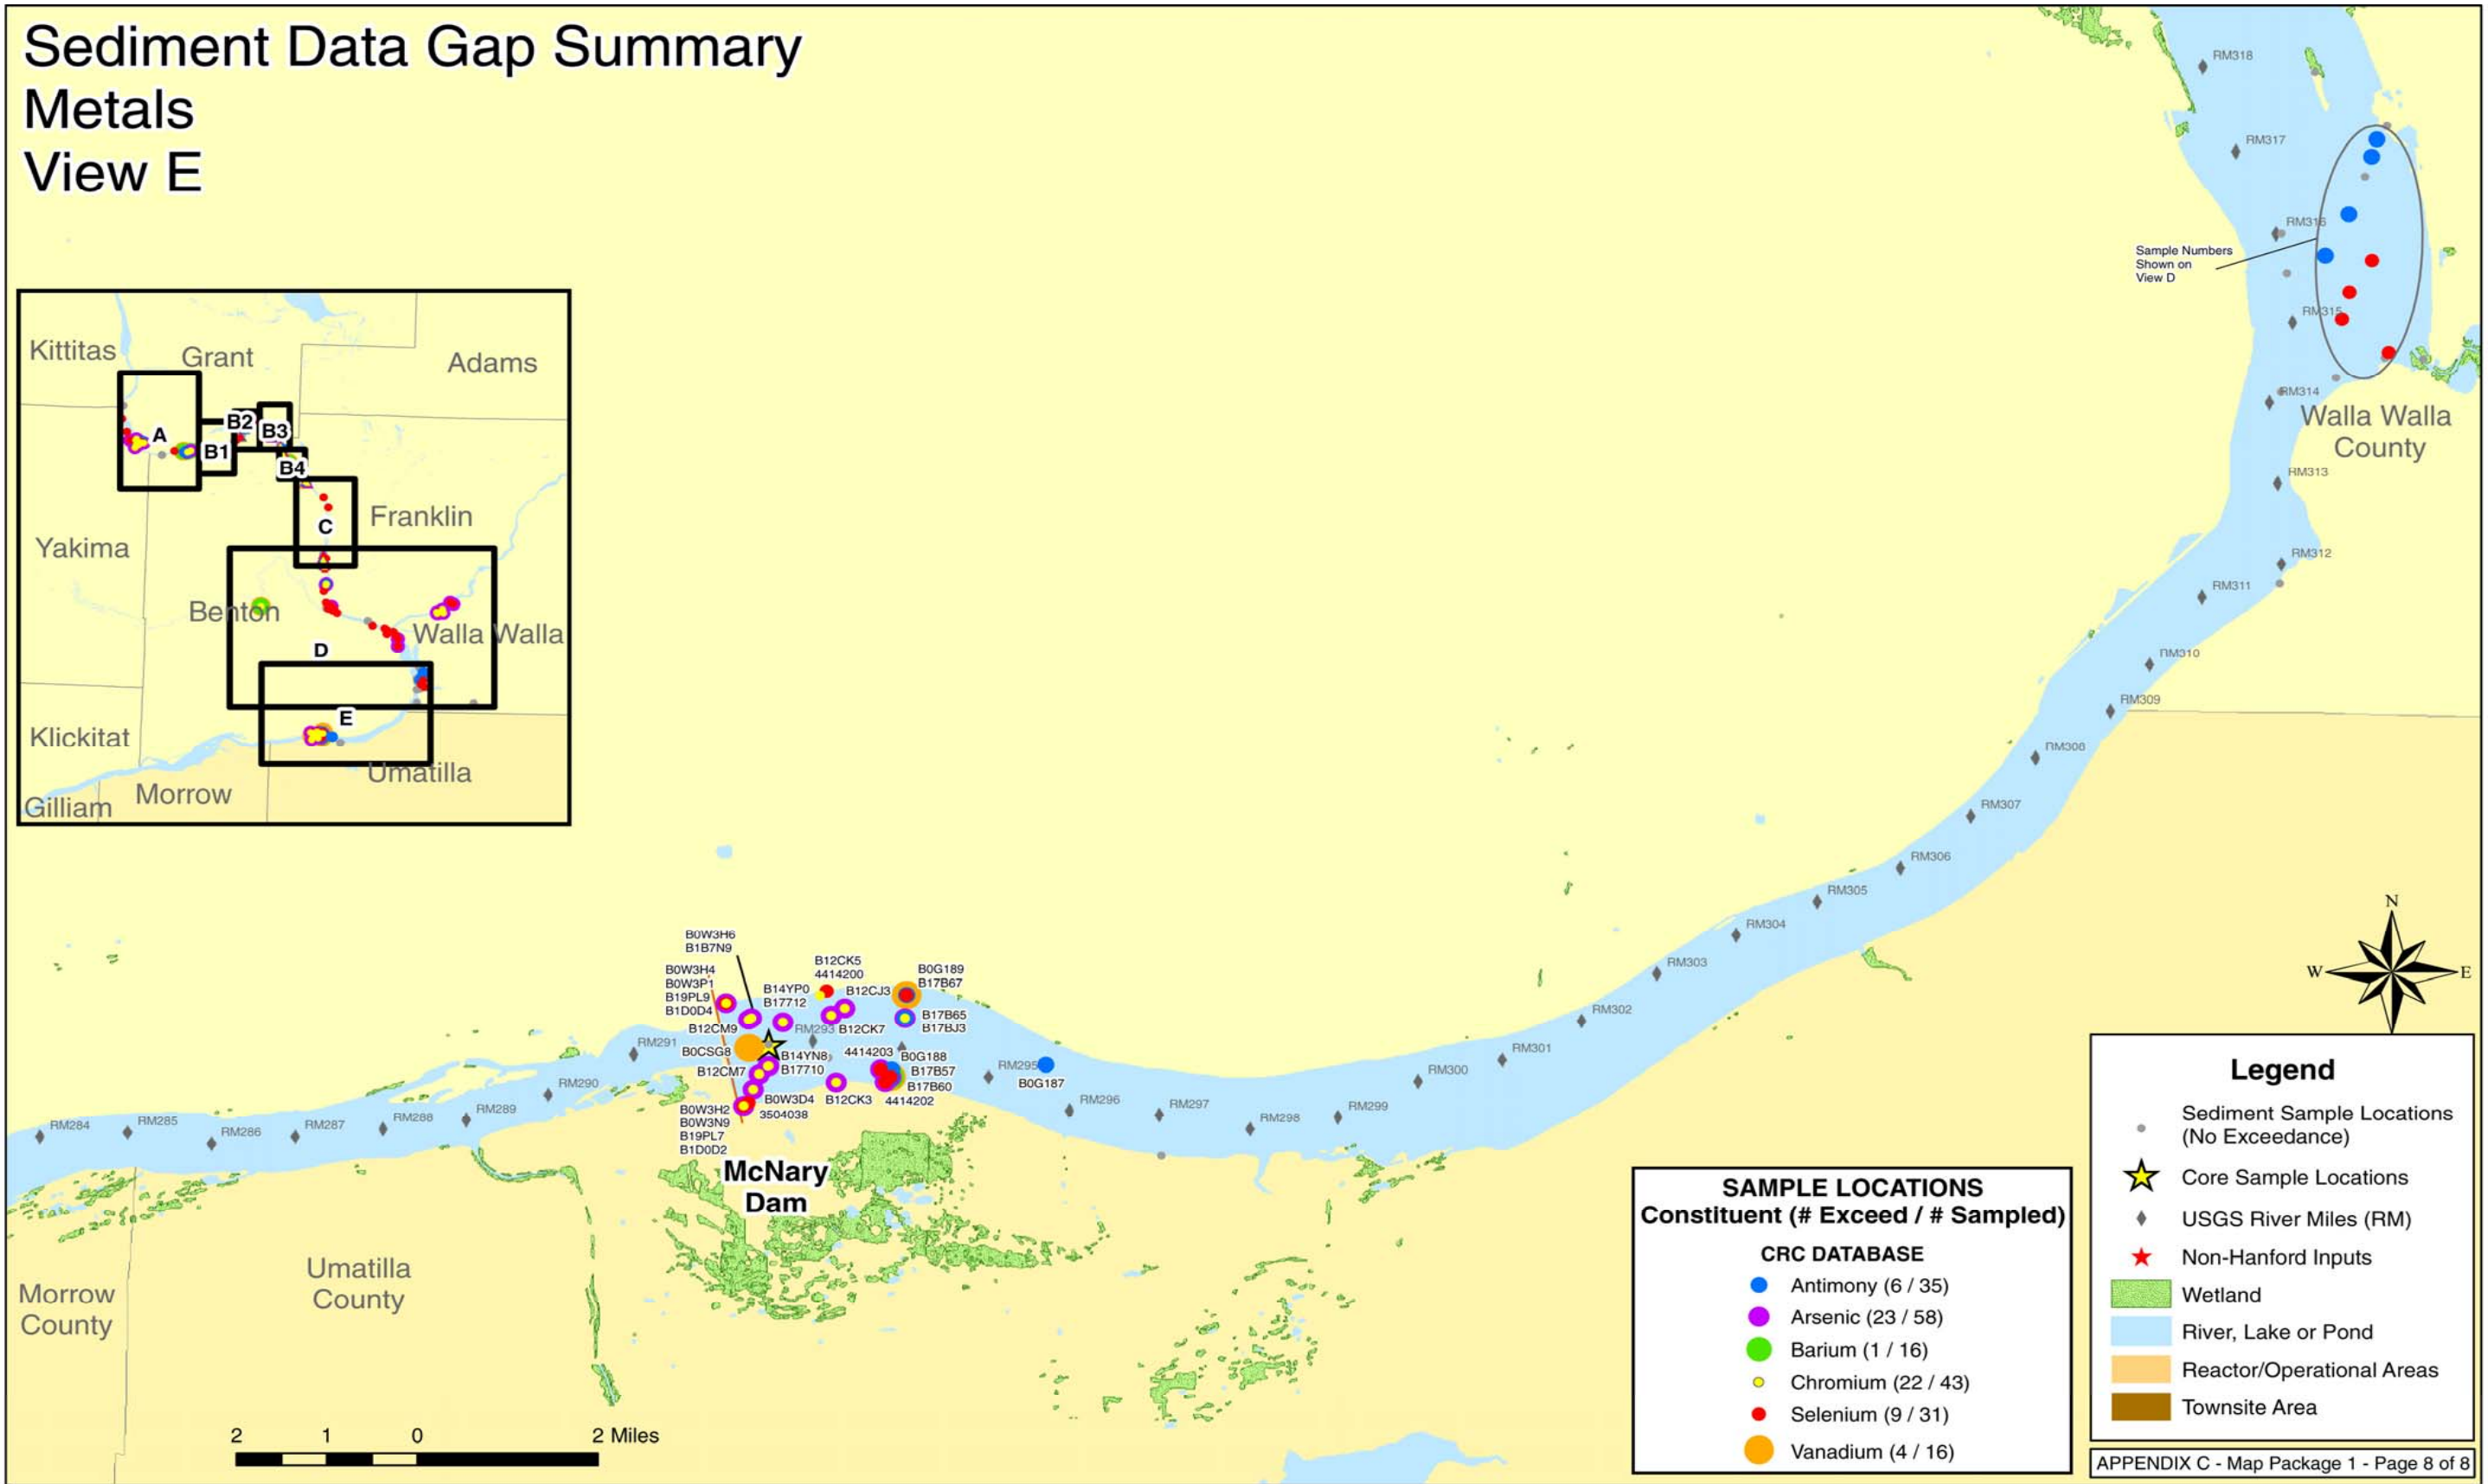 Sediment Data Gap Summary
Metals
View E
RM318
RM317
RM316
Sample Numbers
Shown on
View D
RM315
RM314
Walla Walla
County
RM313
RM312
RM311
RM310
RM309
RM308
RM307
RM306
RM305
RM304
RM303
RM302
RM301
RM300
RM299
RM298
RM297
RM296
RM295
RM293
RM291
RM290
RM289
RM288
RM287
RM286
RM285
RM284
Kittitas
Grant
Adams
A
B1
B2
B3
B4
C
Franklin
Yakima
Benton
Walla Walla
D
E
Klickitat
Umatilla
Morrow
Gilliam
B0W3H6
B1B7N9
B0W3H4
B0W3P1
B19PL9
B1D0D4
B12CM9
B0CSG8
B12CM7
B0W3H2
B0W3N9
B19PL7
B1D0D2
B14YP0
B17712
B12CK5
4414200
B12CJ3
B12CK7
B0G189
B17B67
B17B65
B17BJ3
B14YN8
B17710
B0W3D4
3504038
B12CK3
4414203
B0G188
B17B57
B17B60
4414202
B0G187
McNary
Dam
Umatilla
County
Morrow
County
2 1 0 2 Miles
N
W
E
SAMPLE LOCATIONS
Constituent (# Exceed / # Sampled)
CRC DATABASE
Antimony (6 / 35)
Arsenic (23 / 58)
Barium (1 / 16)
Chromium (22 / 43)
Selenium (9 / 31)
Vanadium (4 / 16)
Legend
Sediment Sample Locations
(No Exceedance)
Core Sample Locations
USGS River Miles (RM)
Non-Hanford Inputs
Wetland
River, Lake or Pond
Reactor/Operational Areas
Townsite Area
APPENDIX C - Map Package 1 - Page 8 of 8